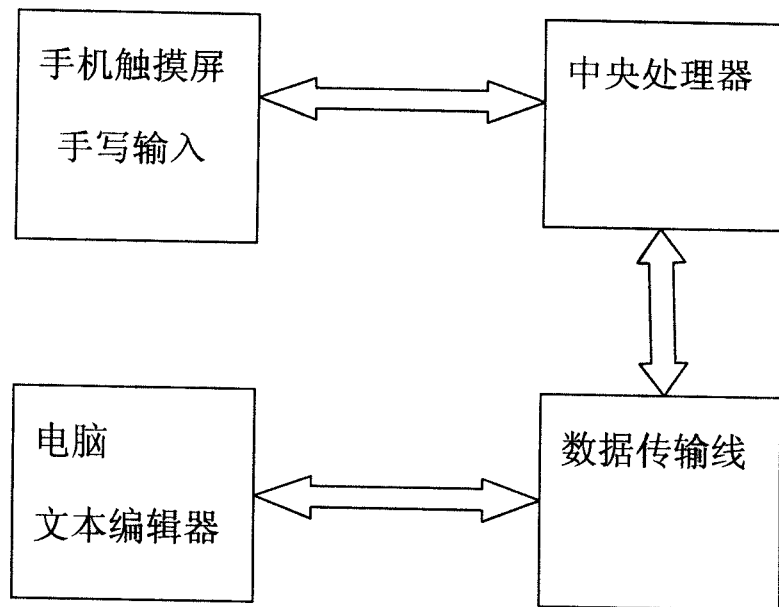 手机触摸屏
手写输入
中央处理器
电脑
文本编辑器
数据传输线